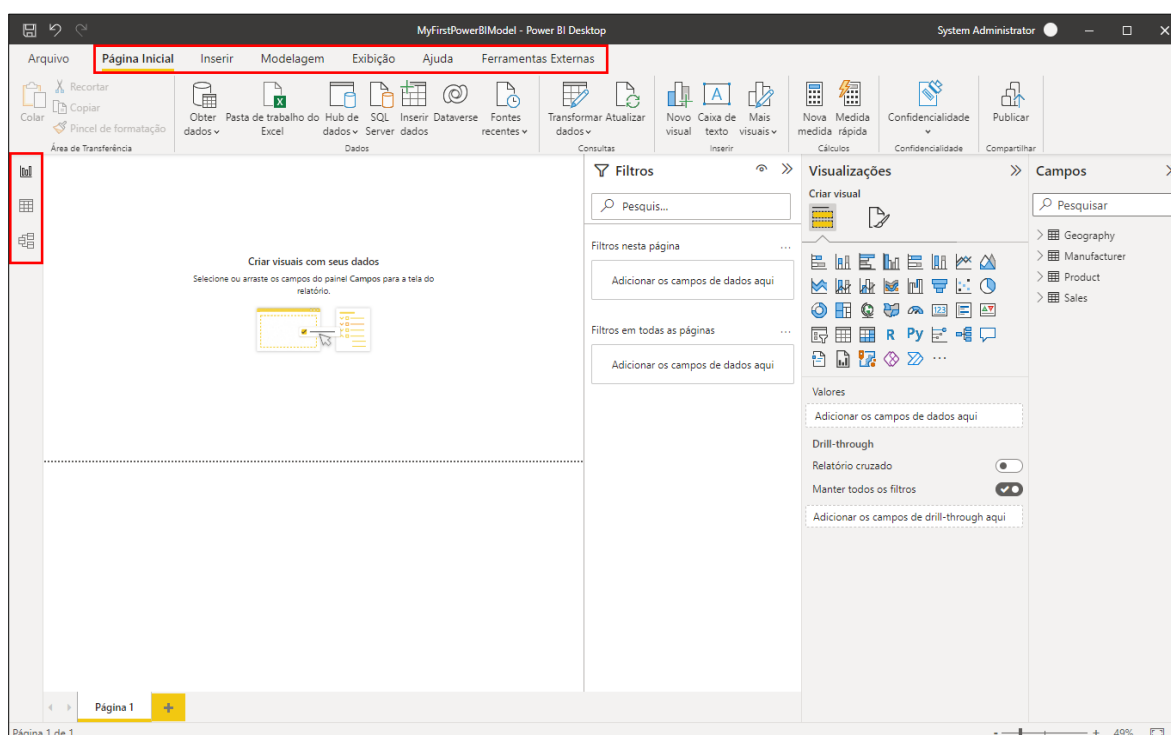 MyFirstPowerBIModel - Power BI Desktop
System Administrator
Arquivo Página Inicial Inserir Modelagem Exibição Ajuda Ferramentas Externas
Colar
Recortar
Copiar
Pincel de formatação
Área de Transferência
Obter dados
Pasta de trabalho do Excel
Hub de dados
SQL Server
Inserir dados
Dataverse
Fontes recentes
Dados
Transformar dados
Atualizar
Consultas
Novo visual
Caixa de texto
Mais visuais
Inserir
Nova medida
Medida rápida
Cálculos
Confidencialidade
Confidencialidade
Publicar
Compartilhar
Criar visuais com seus dados
Selecione ou arraste os campos do painel Campos para a tela do
relatório.
Filtros
Pesquis...
Filtros nesta página ...
Adicionar os campos de dados aqui
Filtros em todas as páginas ...
Adicionar os campos de dados aqui
Visualizações
Criar visual
123
R Py
...
Valores
Adicionar os campos de dados aqui
Drill-through
Relatório cruzado
Manter todos os filtros
Adicionar os campos de drill-through aqui
Campos
Pesquisar
Geography
Manufacturer
Product
Sales
Página 1 +
Página 1 de 1
- + 49%